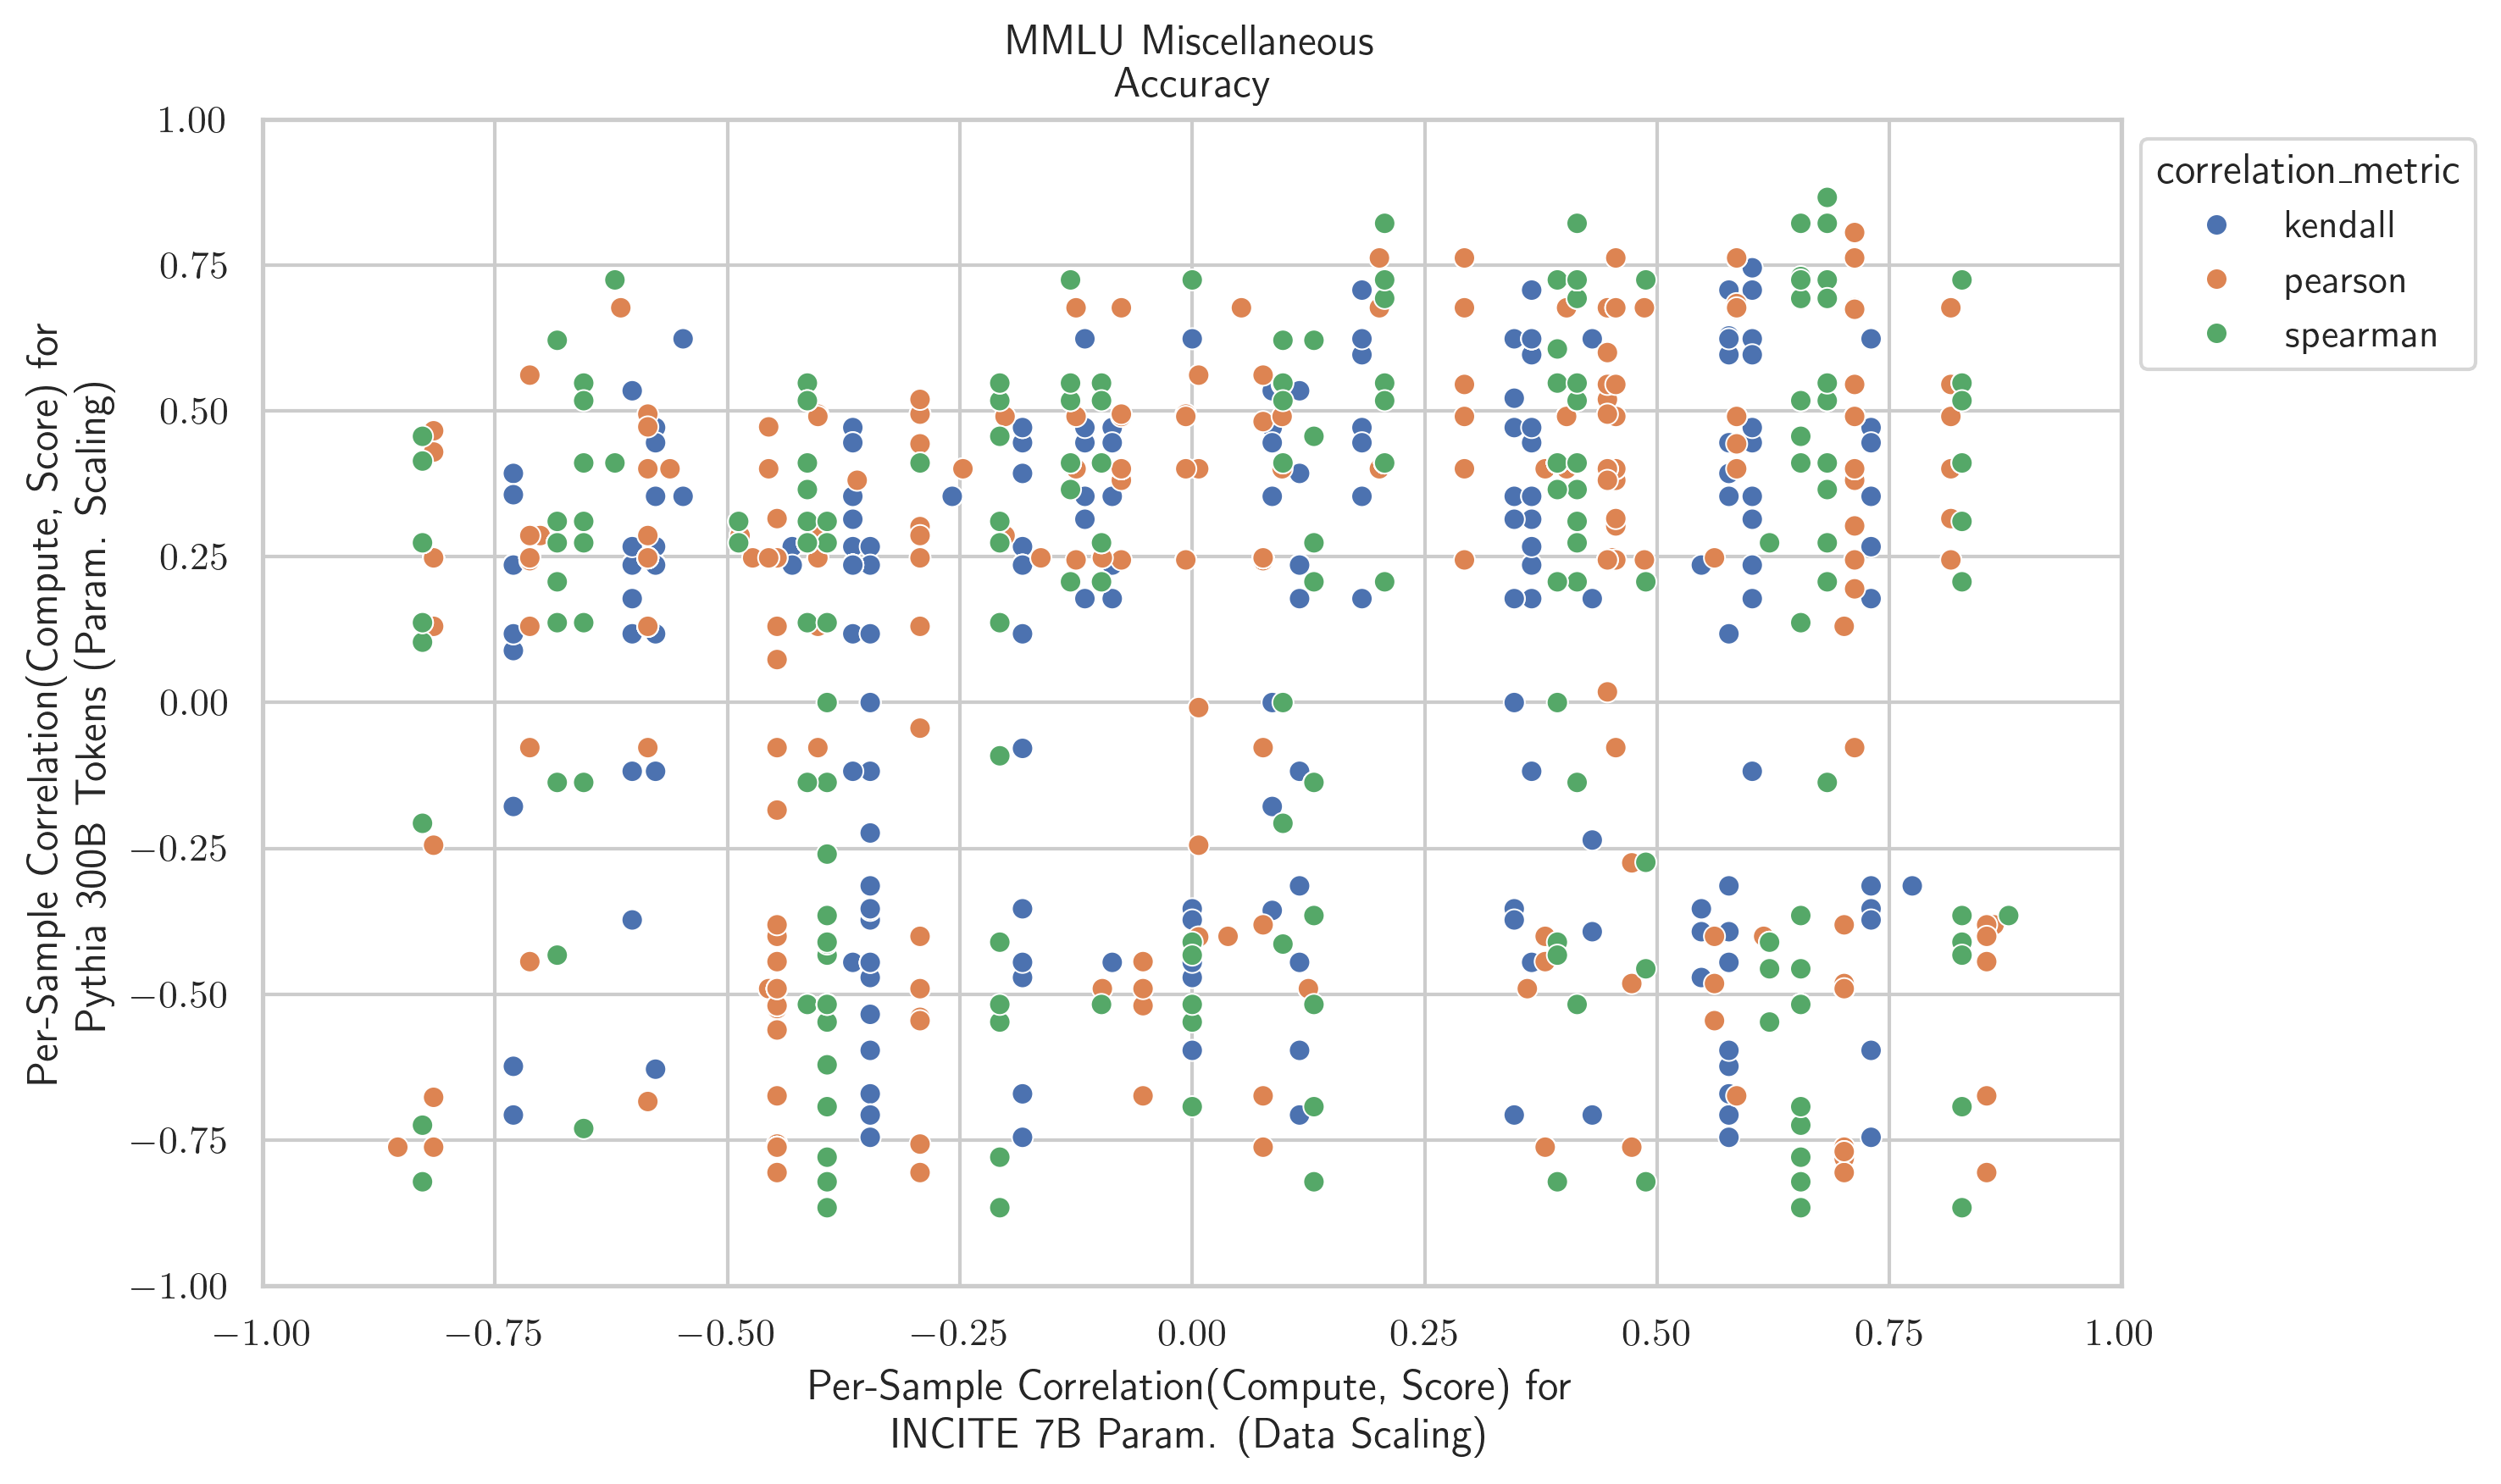 MMLU Miscellaneous
Accuracy
Per-Sample Correlation(Compute, Score) for
Pythia 300B Tokens (Param. Scaling)
1.00
0.75
0.50
0.25
0.00
−0.25
−0.50
−0.75
−1.00
−1.00
−0.75
−0.50
−0.25
0.00
0.25
0.50
0.75
1.00
Per-Sample Correlation(Compute, Score) for
INCITE 7B Param. (Data Scaling)
correlation_metric
kendall
pearson
spearman